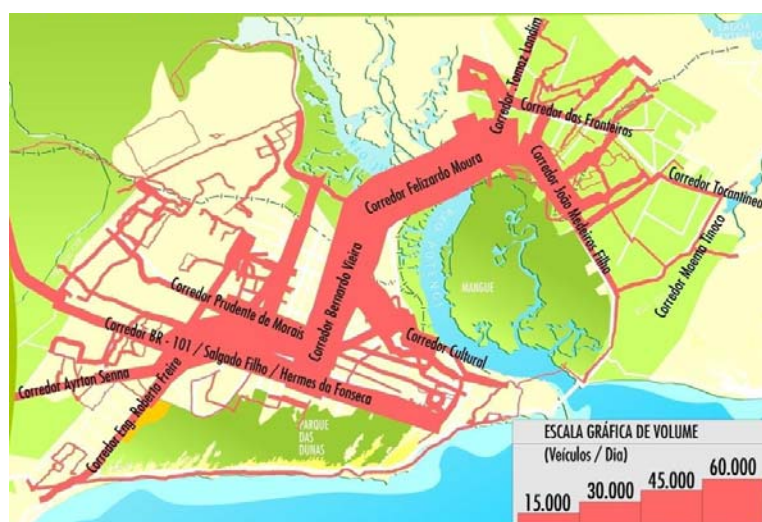 Corredor Tomaz Landim
Corredor das Fronteiras
Corredor Felizardo Moura
Corredor João Medeiros Filho
Corredor Tocantínea
Corredor Moema Tinoco
MANGUE
Corredor Bernardo Vieira
Corredor Prudente de Morais
Corredor BR - 101 / Salgado Filho / Hermes da Fonseca
Corredor Cultural
Corredor Ayrton Senna
Corredor Eng. Roberto Freire
PARQUE
DAS
DUNAS
ESCALA GRÁFICA DE VOLUME
(Veículos / Dia)
15.000 30.000 45.000 60.000